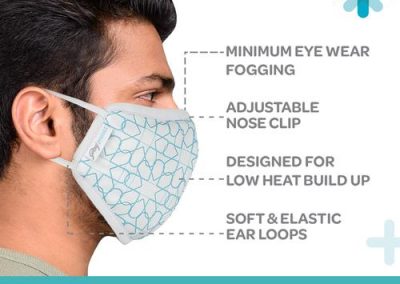 MINIMUM EYE WEAR
FOGGING
ADJUSTABLE
NOSE CLIP
DESIGNED FOR
LOW HEAT BUILD UP
SOFT & ELASTIC
EAR LOOPS